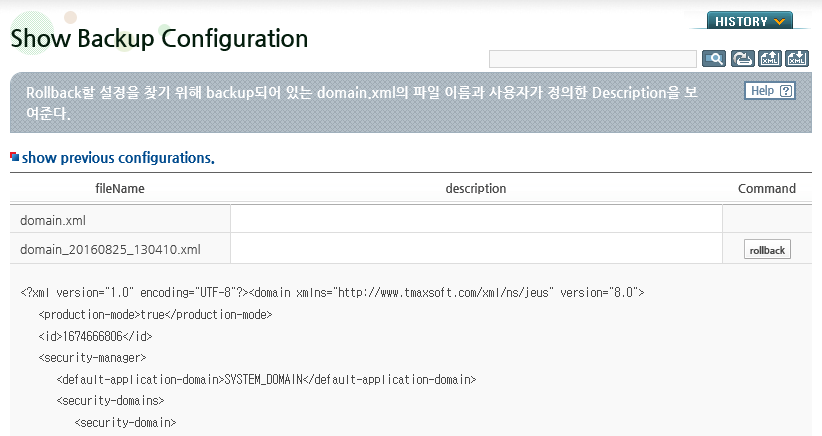 HISTORY
Show Backup Configuration
XML XML
Rollback할 설정을 찾기 위해 backup되어 있는 domain.xml의 파일 이름과 사용자가 정의한 Description을 보
여준다.
Help ?
show previous configurations.
fileName description Command
domain.xml
domain_20160825_130410.xml rollback
<?xml version="1.0" encoding="UTF-8"?><domain xmlns="http://www.tmaxsoft.com/xml/ns/jeus" version="8.0">
<production-mode>true</production-mode>
<id>1674666806</id>
<security-manager>
<default-application-domain>SYSTEM_DOMAIN</default-application-domain>
<security-domains>
<security-domain>